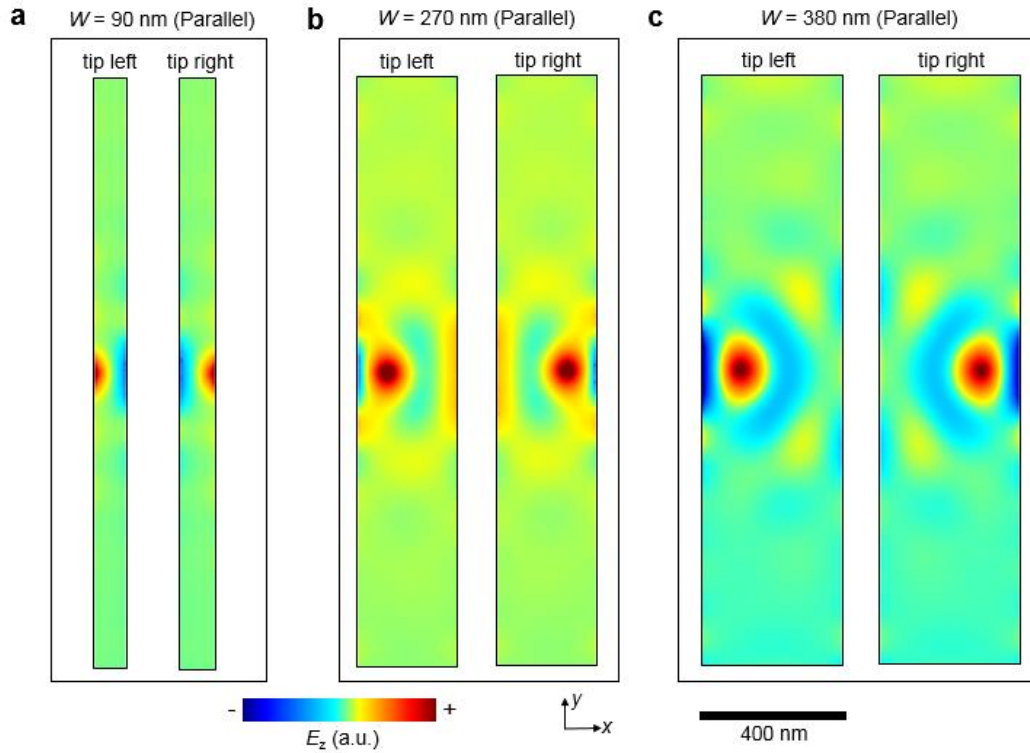 a
W = 90 nm (Parallel)
tip left
tip right
b
W = 270 nm (Parallel)
tip left
tip right
c
W = 380 nm (Parallel)
tip left
tip right
- +
Ez (a.u.)
y
x
400 nm